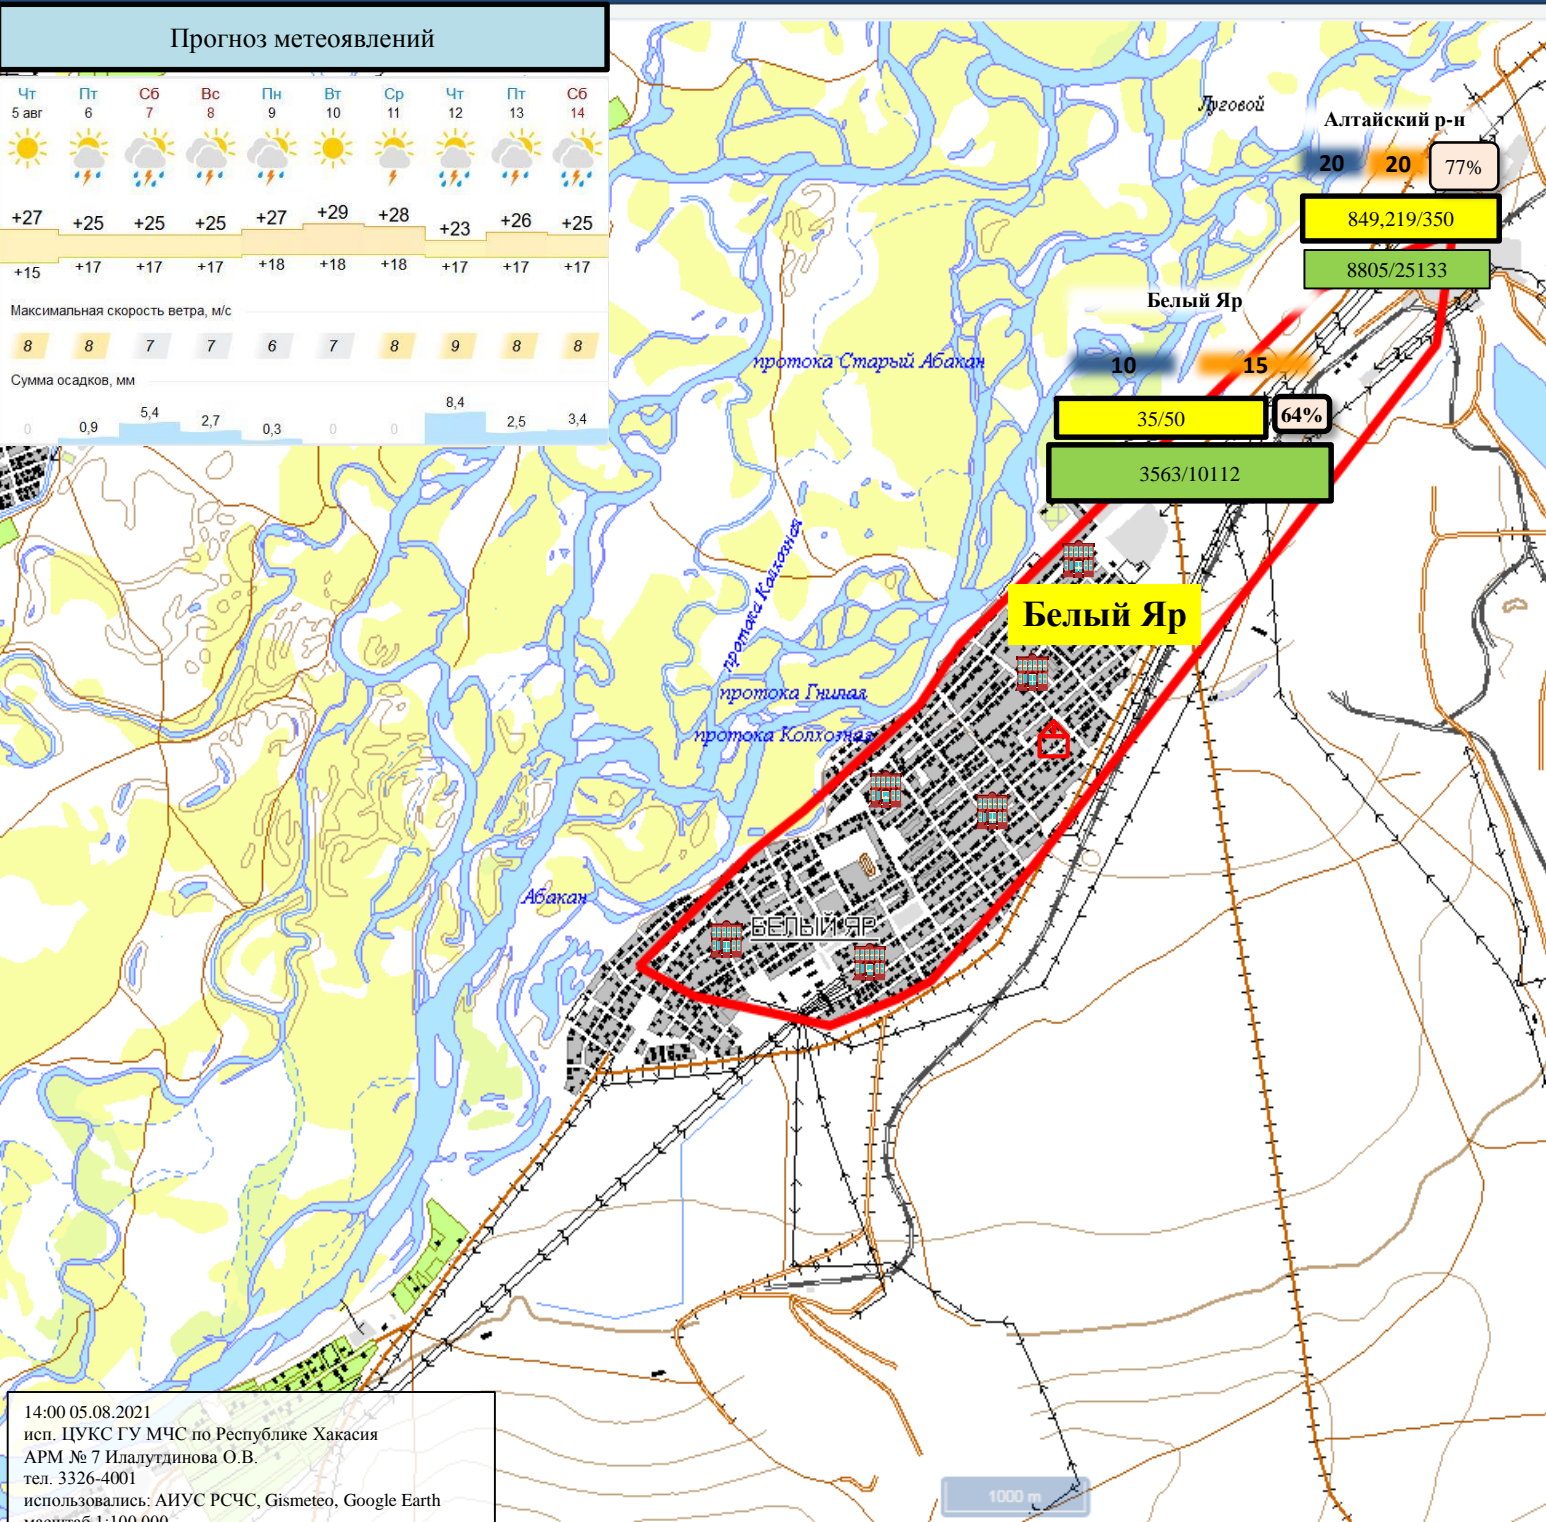 Прогноз метеоявлений
Чт Пт Сб Вс Пн Вт Ср Чт Пт Сб
5 авг 6 7 8 9 10 11 12 13 14
+27 +25 +25 +25 +27 +29 +28 +23 +26 +25
+15 +17 +17 +17 +18 +18 +18 +17 +17 +17
Максимальная скорость ветра, м/с
8 8 7 7 6 7 8 9 8 8
Сумма осадков, мм
0 0,9 5,4 2,7 0,3 0 0 8,4 2,5 3,4
Луговой
Алтайский р-н
20 20 77%
849,219/350
8805/25133
Белый Яр
10 15
35/50 64%
3563/10112
протока Старый Абакан
протока Колхозная
Белый Яр
протока Гнилая
протока Колхозная
Абакан
БЕЛЫЙ ЯР
14:00 05.08.2021
исп. ЦУКС ГУ МЧС по Республике Хакасия
АРМ № 7 Илалутдинова О.В.
тел. 3326-4001
использовались: АИУС РСЧС, Gismeteo, Google Earth
масштаб 1:100 000
1000 m